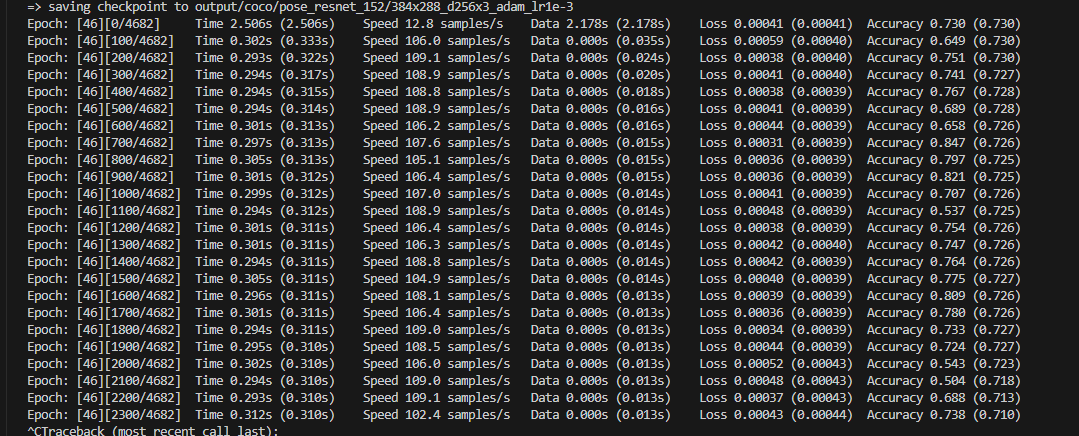 => saving checkpoint to output/coco/pose_resnet_152/384x288_d256x3_adam_lr1e-3
Epoch: [46][0/4682] Time 2.506s (2.506s) Speed 12.8 samples/s Data 2.178s (2.178s) Loss 0.00041 (0.00041) Accuracy 0.730 (0.730)
Epoch: [46][100/4682] Time 0.302s (0.333s) Speed 106.0 samples/s Data 0.000s (0.035s) Loss 0.00059 (0.00040) Accuracy 0.649 (0.730)
Epoch: [46][200/4682] Time 0.293s (0.322s) Speed 109.1 samples/s Data 0.000s (0.024s) Loss 0.00038 (0.00040) Accuracy 0.751 (0.730)
Epoch: [46][300/4682] Time 0.294s (0.317s) Speed 108.9 samples/s Data 0.000s (0.020s) Loss 0.00041 (0.00040) Accuracy 0.741 (0.727)
Epoch: [46][400/4682] Time 0.294s (0.315s) Speed 108.8 samples/s Data 0.000s (0.018s) Loss 0.00038 (0.00039) Accuracy 0.767 (0.728)
Epoch: [46][500/4682] Time 0.294s (0.314s) Speed 108.9 samples/s Data 0.000s (0.016s) Loss 0.00041 (0.00039) Accuracy 0.689 (0.728)
Epoch: [46][600/4682] Time 0.301s (0.313s) Speed 106.2 samples/s Data 0.000s (0.016s) Loss 0.00044 (0.00039) Accuracy 0.658 (0.726)
Epoch: [46][700/4682] Time 0.297s (0.313s) Speed 107.6 samples/s Data 0.000s (0.015s) Loss 0.00031 (0.00039) Accuracy 0.847 (0.726)
Epoch: [46][800/4682] Time 0.305s (0.313s) Speed 105.1 samples/s Data 0.000s (0.015s) Loss 0.00036 (0.00039) Accuracy 0.797 (0.725)
Epoch: [46][900/4682] Time 0.301s (0.312s) Speed 106.4 samples/s Data 0.000s (0.015s) Loss 0.00036 (0.00039) Accuracy 0.821 (0.725)
Epoch: [46][1000/4682] Time 0.299s (0.312s) Speed 107.0 samples/s Data 0.000s (0.014s) Loss 0.00041 (0.00039) Accuracy 0.707 (0.726)
Epoch: [46][1100/4682] Time 0.294s (0.312s) Speed 108.9 samples/s Data 0.000s (0.014s) Loss 0.00048 (0.00039) Accuracy 0.537 (0.725)
Epoch: [46][1200/4682] Time 0.301s (0.311s) Speed 106.4 samples/s Data 0.000s (0.014s) Loss 0.00038 (0.00039) Accuracy 0.754 (0.726)
Epoch: [46][1300/4682] Time 0.301s (0.311s) Speed 106.3 samples/s Data 0.000s (0.014s) Loss 0.00042 (0.00040) Accuracy 0.747 (0.726)
Epoch: [46][1400/4682] Time 0.294s (0.311s) Speed 108.8 samples/s Data 0.000s (0.014s) Loss 0.00042 (0.00039) Accuracy 0.764 (0.726)
Epoch: [46][1500/4682] Time 0.305s (0.311s) Speed 104.9 samples/s Data 0.000s (0.014s) Loss 0.00040 (0.00039) Accuracy 0.775 (0.727)
Epoch: [46][1600/4682] Time 0.296s (0.311s) Speed 108.1 samples/s Data 0.000s (0.013s) Loss 0.00039 (0.00039) Accuracy 0.809 (0.726)
Epoch: [46][1700/4682] Time 0.301s (0.311s) Speed 106.4 samples/s Data 0.000s (0.013s) Loss 0.00036 (0.00039) Accuracy 0.780 (0.726)
Epoch: [46][1800/4682] Time 0.294s (0.311s) Speed 109.0 samples/s Data 0.000s (0.013s) Loss 0.00034 (0.00039) Accuracy 0.733 (0.727)
Epoch: [46][1900/4682] Time 0.295s (0.310s) Speed 108.5 samples/s Data 0.000s (0.013s) Loss 0.00044 (0.00039) Accuracy 0.724 (0.727)
Epoch: [46][2000/4682] Time 0.302s (0.310s) Speed 106.0 samples/s Data 0.000s (0.013s) Loss 0.00052 (0.00043) Accuracy 0.543 (0.723)
Epoch: [46][2100/4682] Time 0.294s (0.310s) Speed 109.0 samples/s Data 0.000s (0.013s) Loss 0.00048 (0.00043) Accuracy 0.504 (0.718)
Epoch: [46][2200/4682] Time 0.293s (0.310s) Speed 109.1 samples/s Data 0.000s (0.013s) Loss 0.00037 (0.00043) Accuracy 0.688 (0.713)
Epoch: [46][2300/4682] Time 0.312s (0.310s) Speed 102.4 samples/s Data 0.000s (0.013s) Loss 0.00043 (0.00044) Accuracy 0.738 (0.710)
^CTraceback (most recent call last):